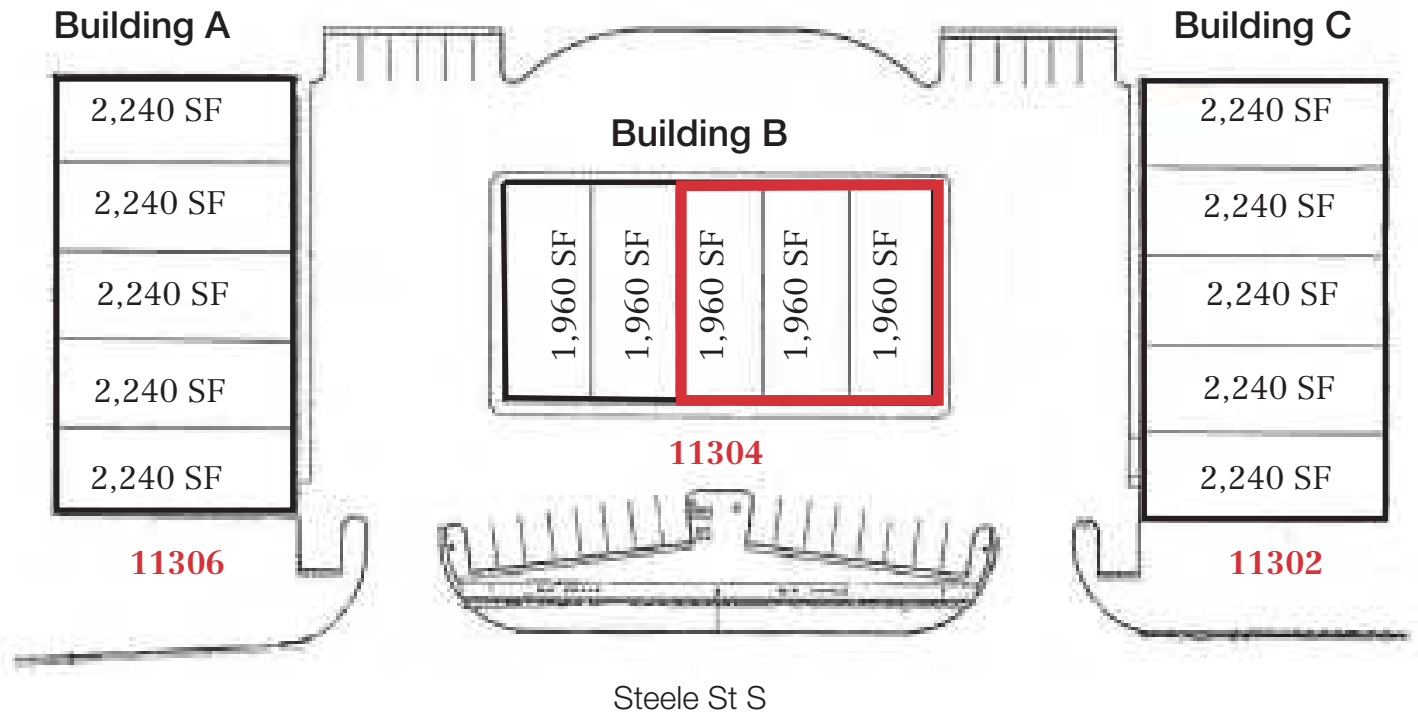 Building A
2,240 SF
2,240 SF
2,240 SF
2,240 SF
2,240 SF
11306
Building B
1,960 SF
1,960 SF
1,960 SF
1,960 SF
1,960 SF
11304
Building C
2,240 SF
2,240 SF
2,240 SF
2,240 SF
2,240 SF
11302
Steele St S